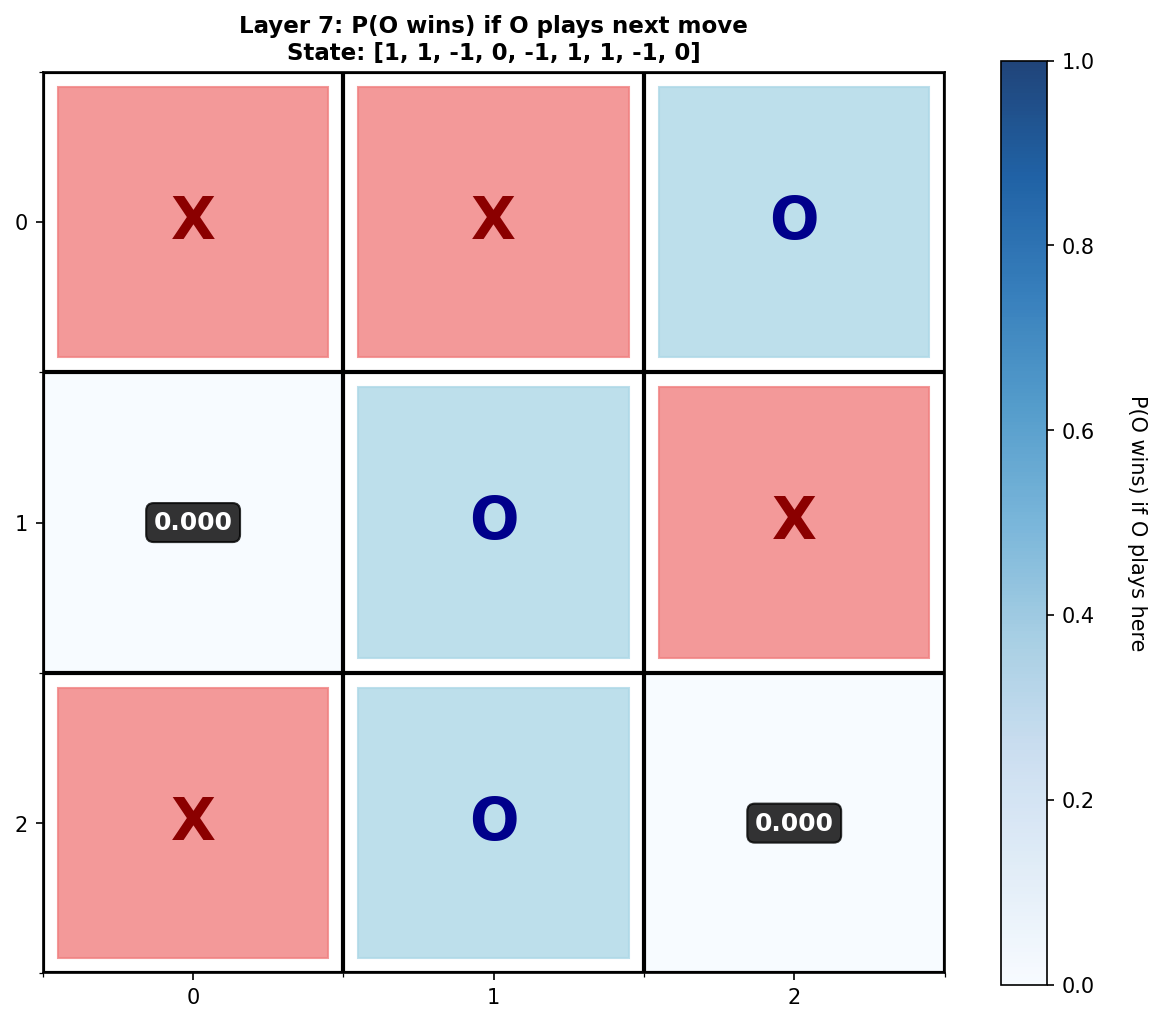 Layer 7: P(O wins) if O plays next move
State: [1, 1, -1, 0, -1, 1, 1, -1, 0]
X X O
0.000 O X
X O 0.000
0
1
2
0 1 2
1.0
0.8
0.6
0.4
0.2
0.0
P(O wins) if O plays here